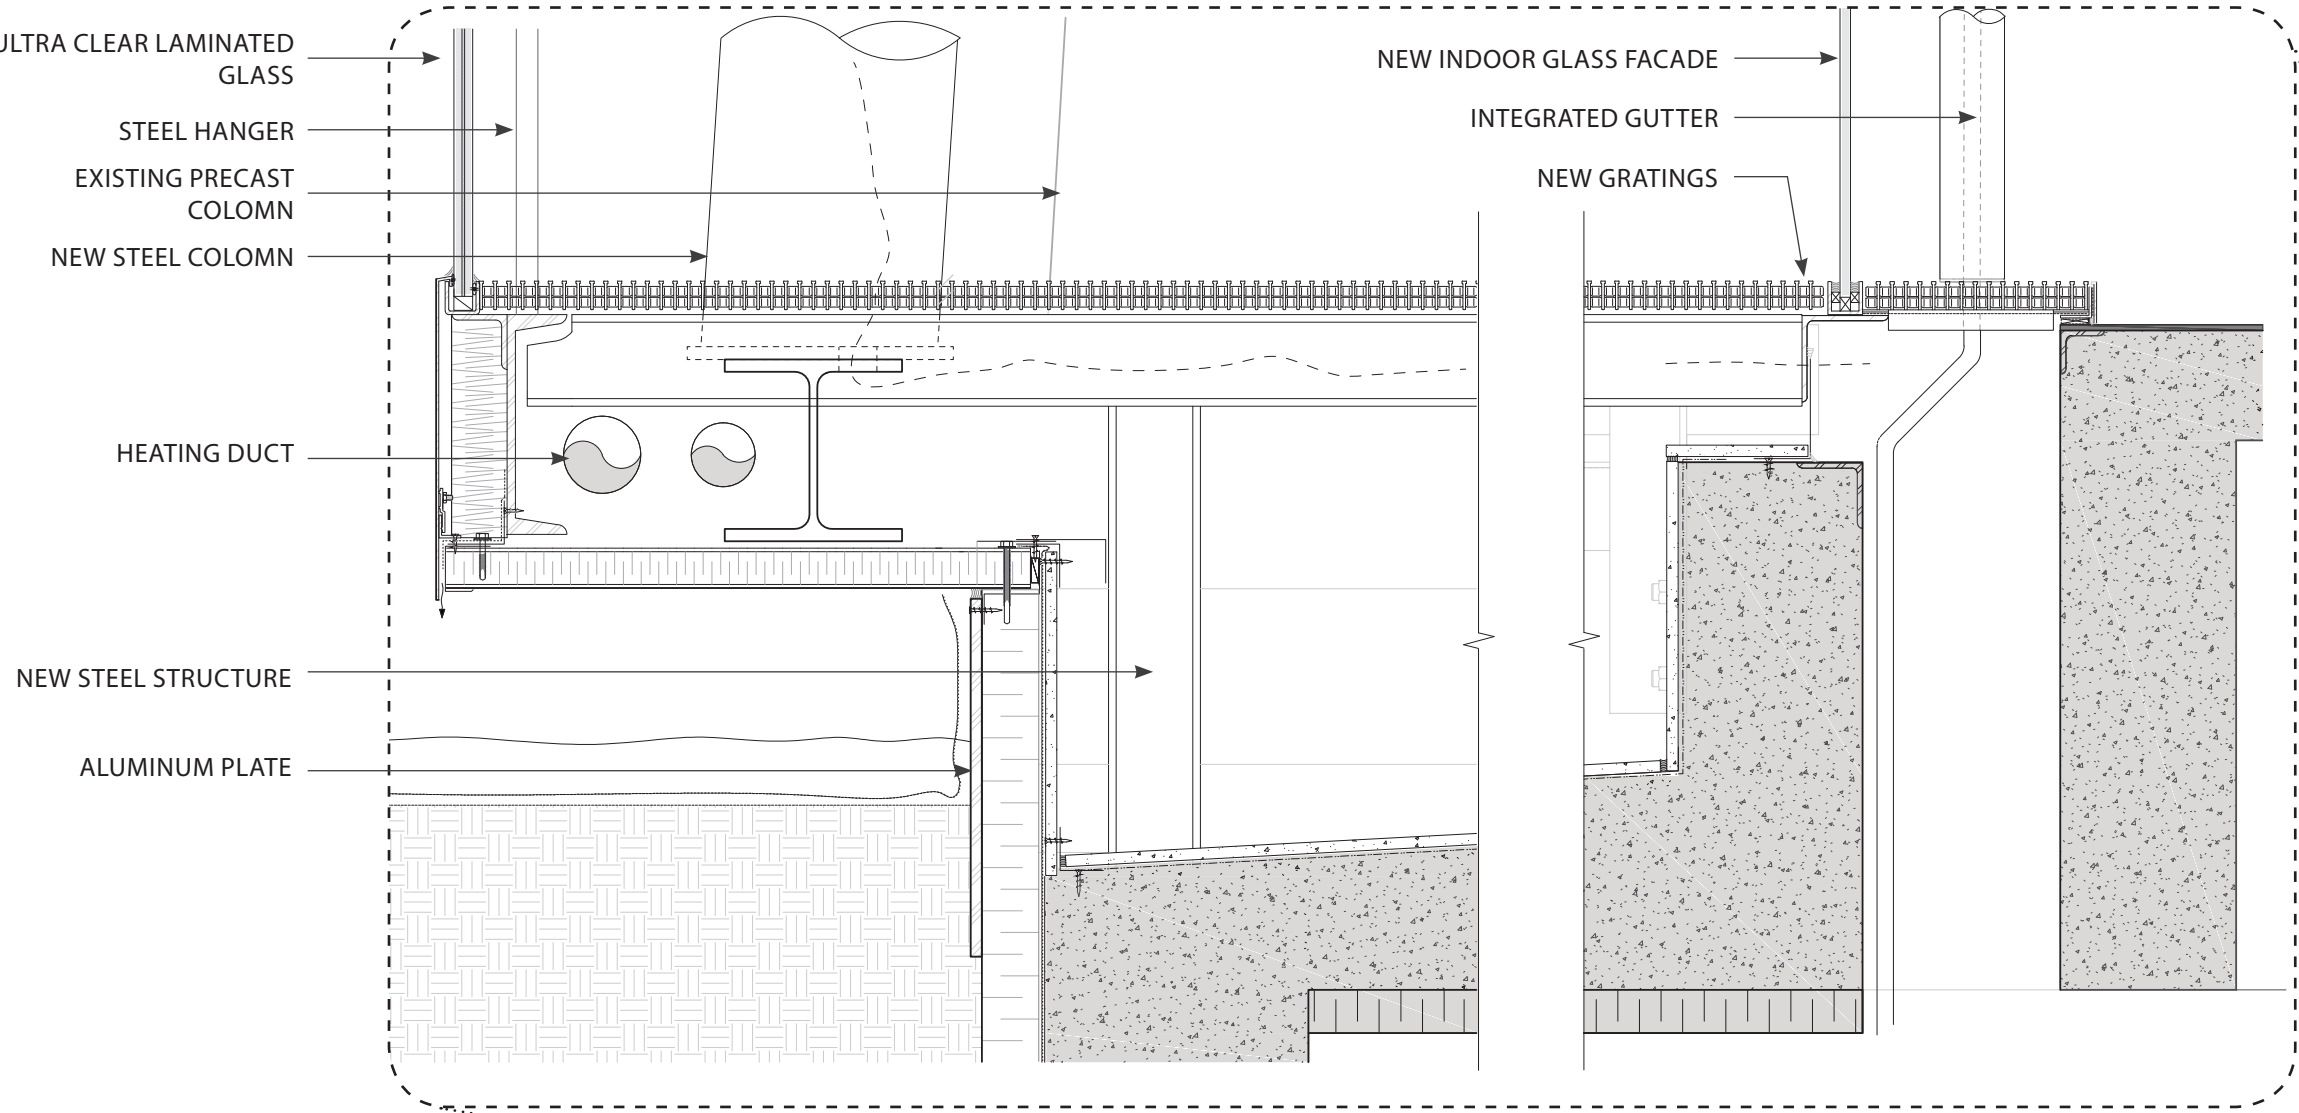 ULTRA CLEAR LAMINATED
GLASS
STEEL HANGER
EXISTING PRECAST
COLOMN
NEW STEEL COLOMN
HEATING DUCT
NEW STEEL STRUCTURE
ALUMINUM PLATE
NEW INDOOR GLASS FACADE
INTEGRATED GUTTER
NEW GRATINGS